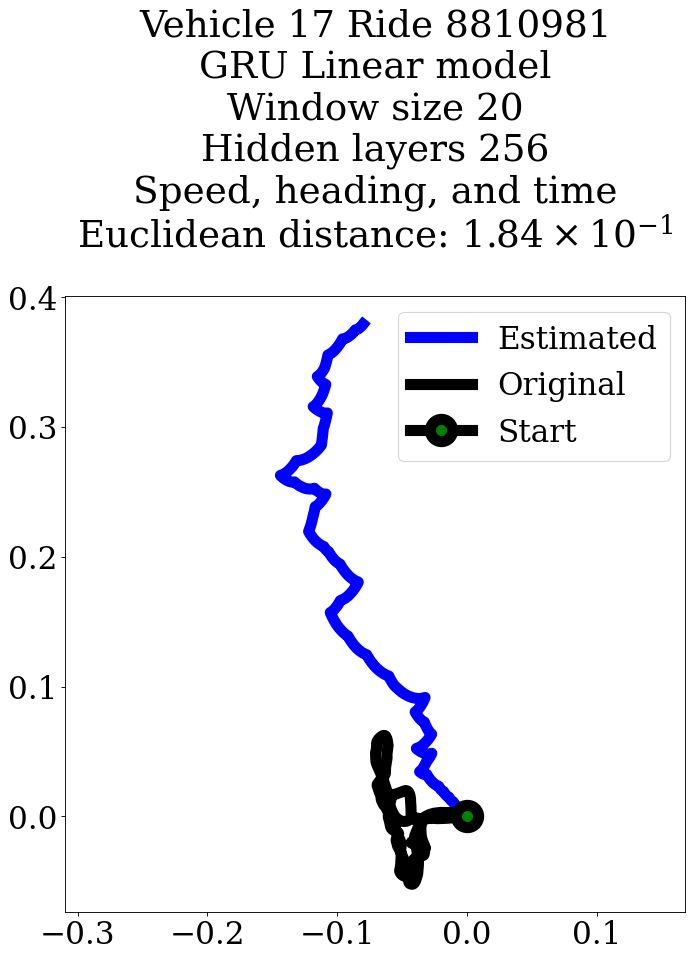 Vehicle 17 Ride 8810981
GRU Linear model
Window size 20
Hidden layers 256
Speed, heading, and time
Euclidean distance: 1.84 × 10⁻¹
0.4
0.3
0.2
0.1
0.0
Estimated
Original
Start
−0.3 −0.2 −0.1 0.0 0.1